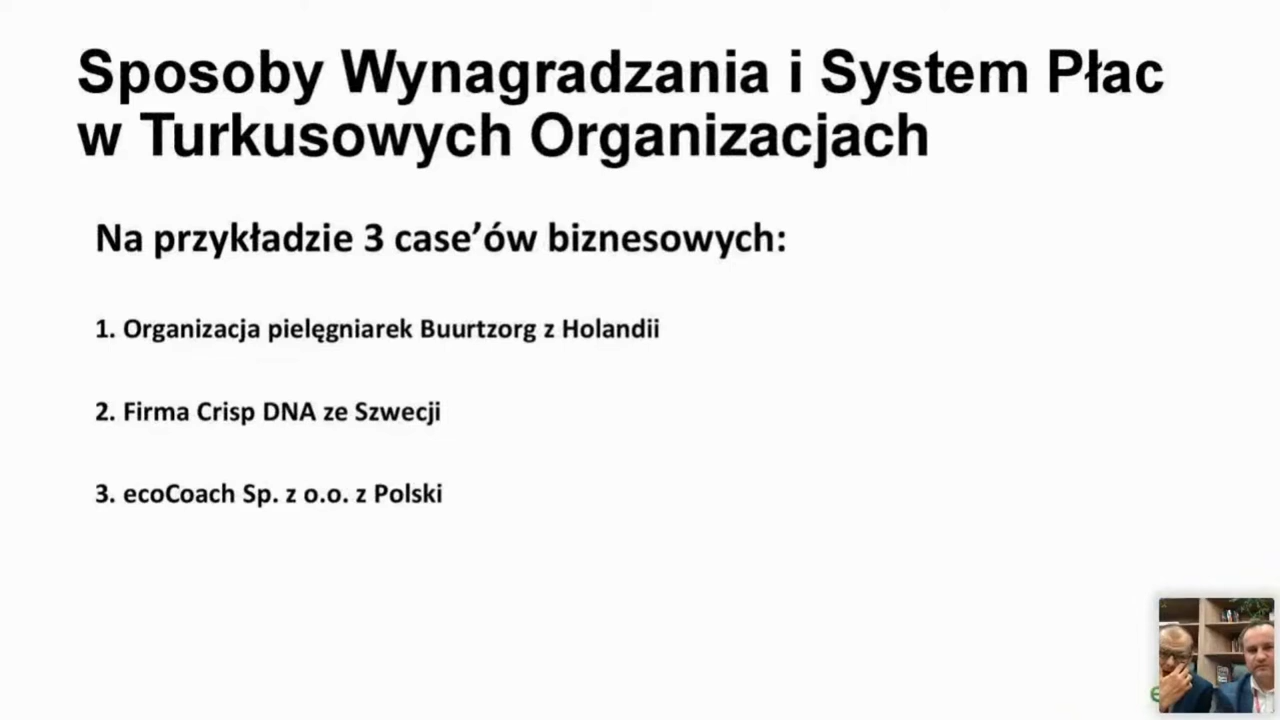 Sposoby Wynagradzania i System Płac
w Turkusowych Organizacjach
Na przykładzie 3 case’ów biznesowych:
1. Organizacja pielęgniarek Buurtzorg z Holandii
2. Firma Crisp DNA ze Szwecji
3. ecoCoach Sp. z o.o. z Polski